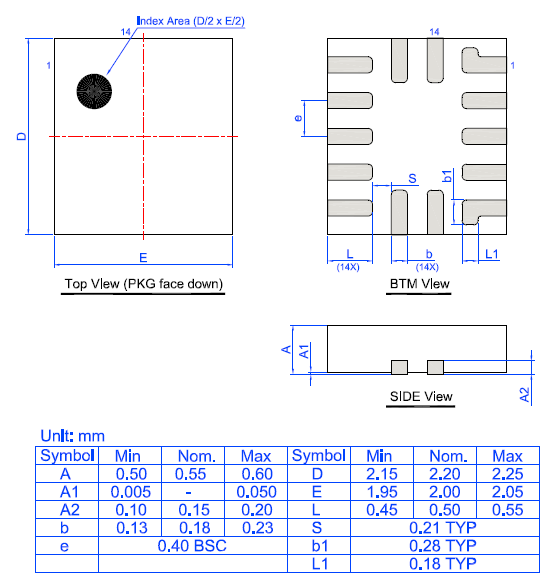 Index Area (D/2 x E/2)
14
14
1
1
D
e
S
b1
E
L
(14X)
b
(14X)
L1
Top View (PKG face down)
BTM View
A
A1
A2
SIDE View
Unit: mm
Symbol Min Nom. Max Symbol Min Nom. Max
A 0.50 0.55 0.60 D 2.15 2.20 2.25
A1 0.005 - 0.050 E 1.95 2.00 2.05
A2 0.10 0.15 0.20 L 0.45 0.50 0.55
b 0.13 0.18 0.23 S 0.21 TYP
e 0.40 BSC b1 0.28 TYP
L1 0.18 TYP